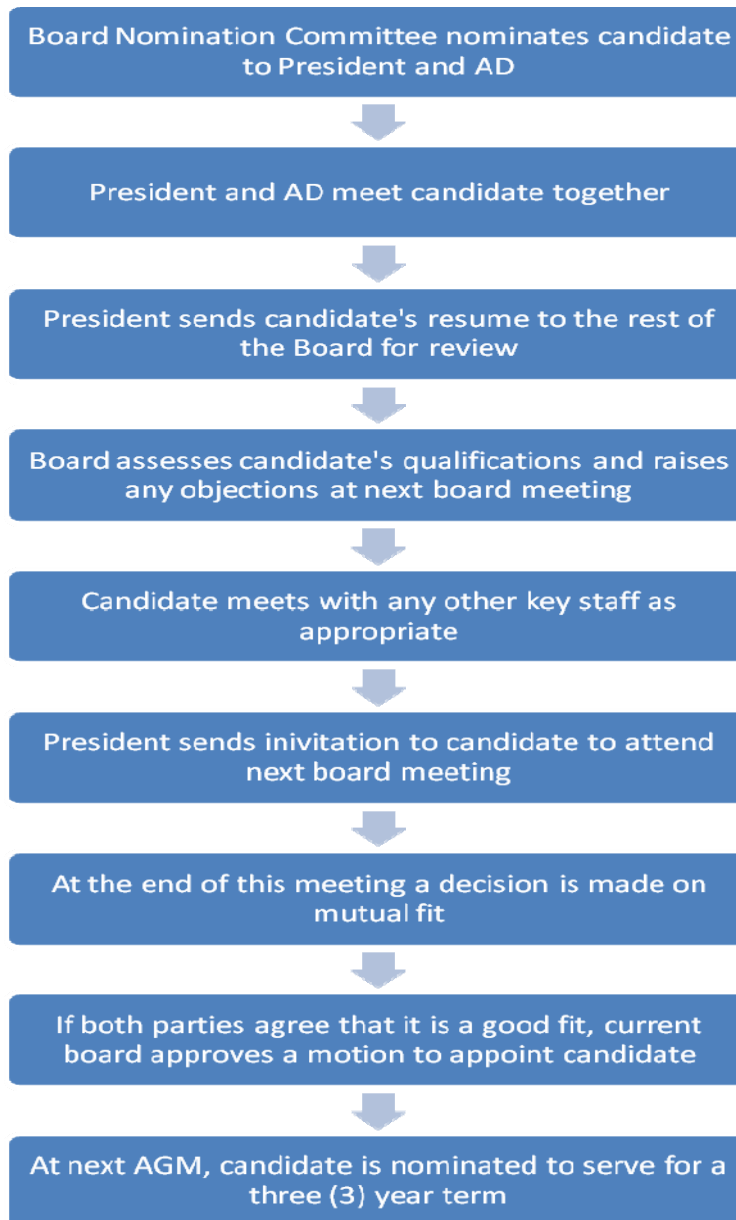 Board Nomination Committee nominates candidate
to President and AD
President and AD meet candidate together
President sends candidate's resume to the rest of
the Board for review
Board assesses candidate's qualifications and raises
any objections at next board meeting
Candidate meets with any other key staff as
appropriate
President sends inivitation to candidate to attend
next board meeting
At the end of this meeting a decision is made on
mutual fit
If both parties agree that it is a good fit, current
board approves a motion to appoint candidate
At next AGM, candidate is nominated to serve for a
three (3) year term